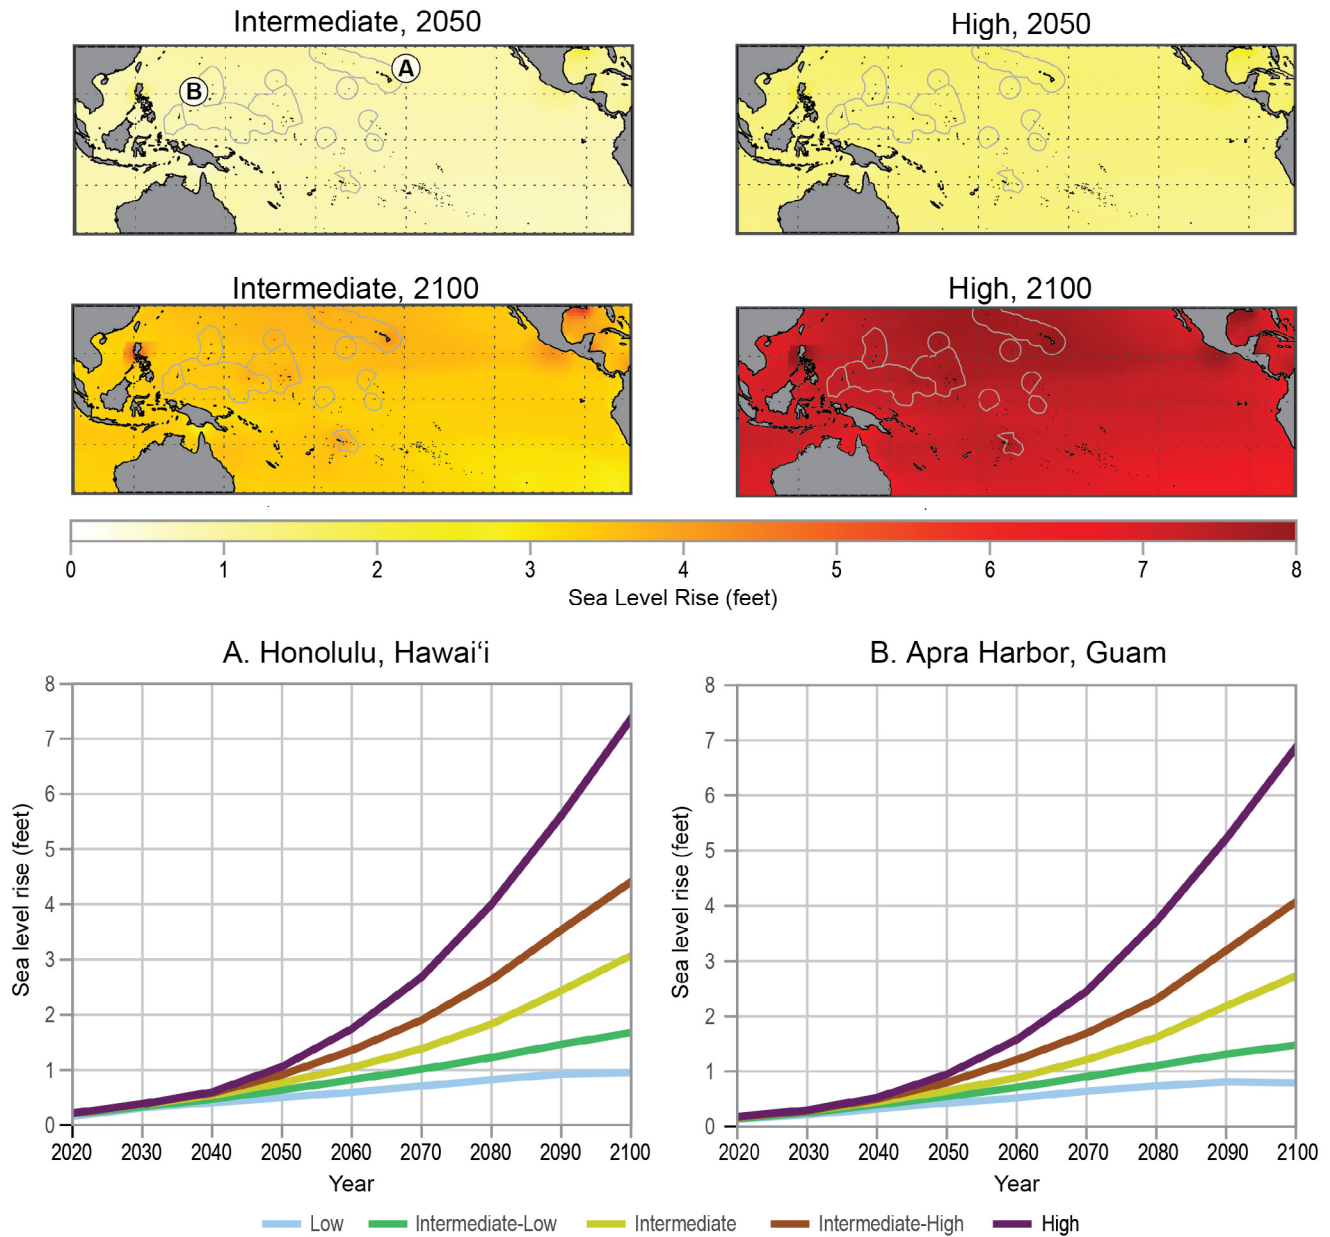 Intermediate, 2050
High, 2050
A
B
Intermediate, 2100
High, 2100
0 1 2 3 4 5 6 7 8
Sea Level Rise (feet)
A. Honolulu, Hawaiʻi
8
7
6
5
4
3
2
1
0
Sea level rise (feet)
2020 2030 2040 2050 2060 2070 2080 2090 2100
Year
B. Apra Harbor, Guam
8
7
6
5
4
3
2
1
0
Sea level rise (feet)
2020 2030 2040 2050 2060 2070 2080 2090 2100
Year
Low Intermediate-Low Intermediate Intermediate-High High